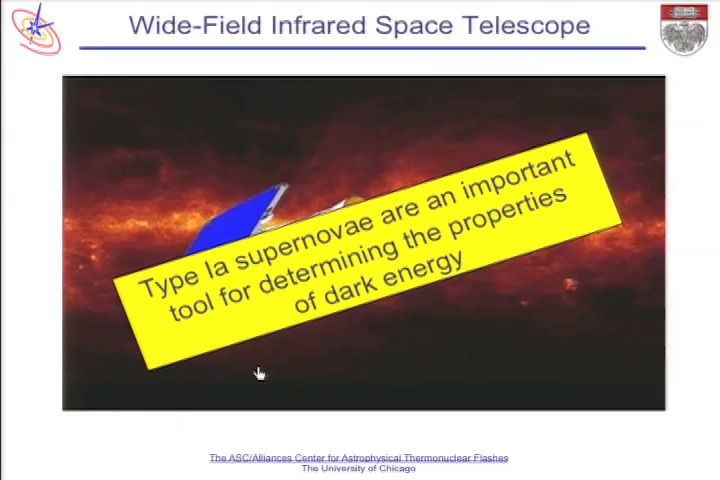 Wide-Field Infrared Space Telescope
Type Ia supernovae are an important
tool for determining the properties
of dark energy
The ASC/Alliances Center for Astrophysical Thermonuclear Flashes
The University of Chicago